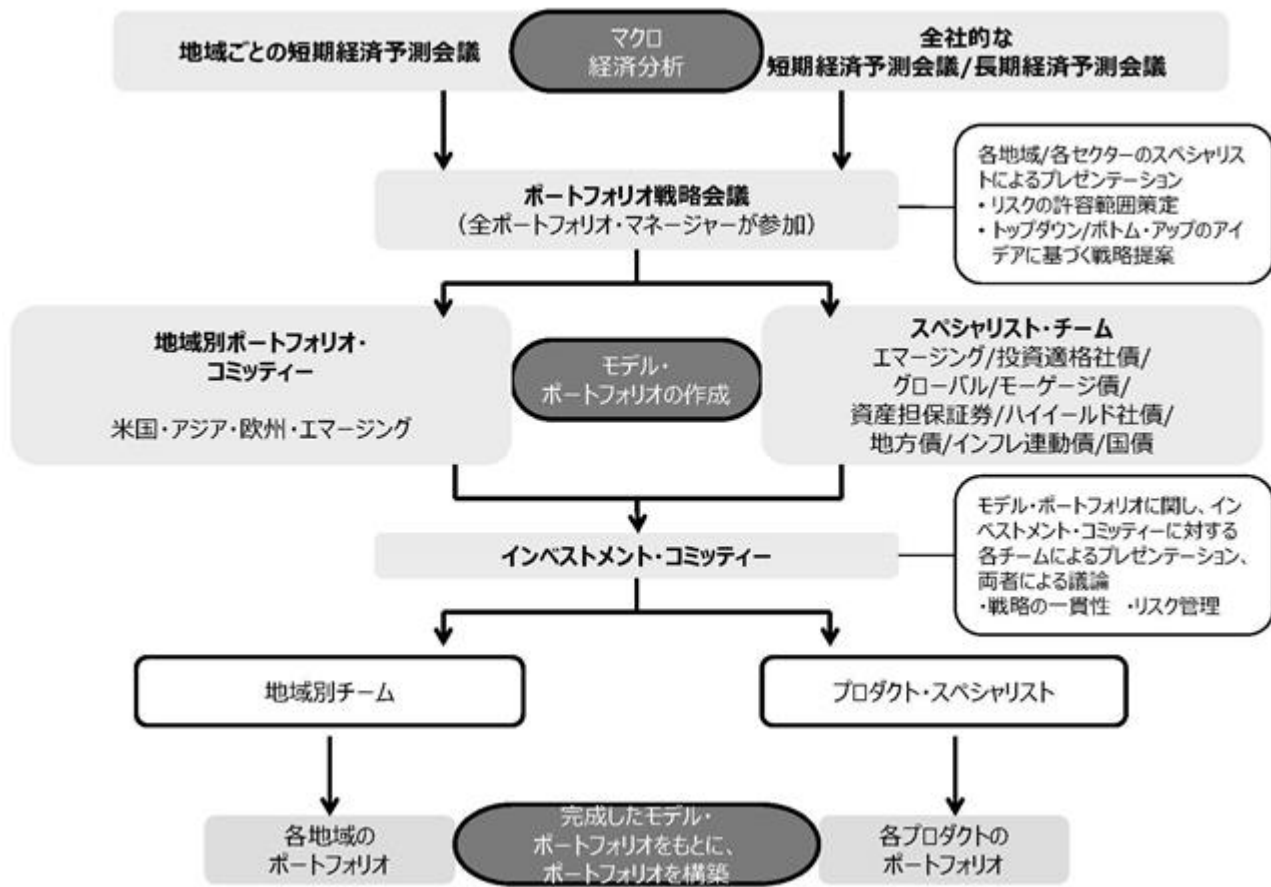 地域ごとの短期経済予測会議
マクロ
経済分析
全社的な
短期経済予測会議/長期経済予測会議
ポートフォリオ戦略会議
(全ポートフォリオ・マネージャーが参加)
各地域/各セクターのスペシャリス
トによるプレゼンテーション
• リスクの許容範囲策定
• トップダウン/ボトム・アップのアイ
デアに基づく戦略提案
地域別ポートフォリオ・
コミッティー
米国・アジア・欧州・エマージング
モデル・
ポートフォリオの作成
スペシャリスト・チーム
エマージング/投資適格社債/
グローバル/モーゲージ債/
資産担保証券/ハイイールド社債/
地方債/インフレ連動債/国債
インベストメント・コミッティー
モデル・ポートフォリオに関し、イン
ベストメント・コミッティーに対する
各チームによるプレゼンテーション、
両者による議論
・戦略の一貫性 ・リスク管理
地域別チーム
プロダクト・スペシャリスト
各地域の
ポートフォリオ
完成したモデル・
ポートフォリオをもとに、
ポートフォリオを構築
各プロダクトの
ポートフォリオ